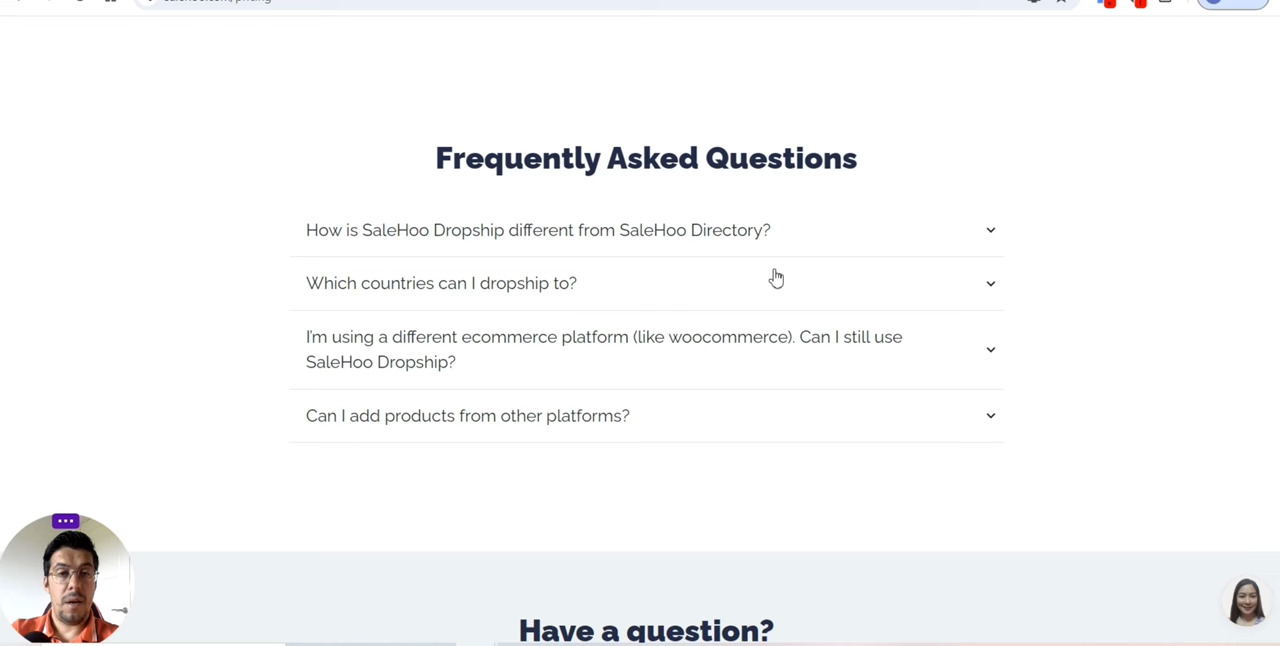 Frequently Asked Questions
How is SaleHoo Dropship different from SaleHoo Directory?
Which countries can I dropship to?
I'm using a different ecommerce platform (like woocommerce). Can I still use
SaleHoo Dropship?
Can I add products from other platforms?
Have a question?